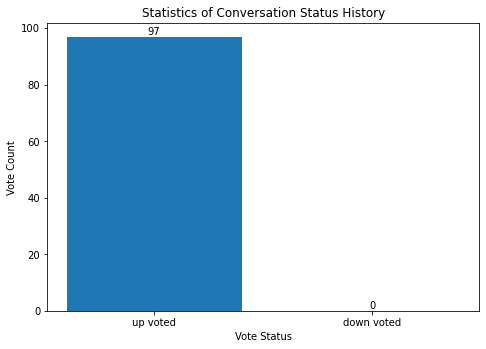 Statistics of Conversation Status History
100
97
80
60
40
20
0
0
Vote Count
up voted
down voted
Vote Status